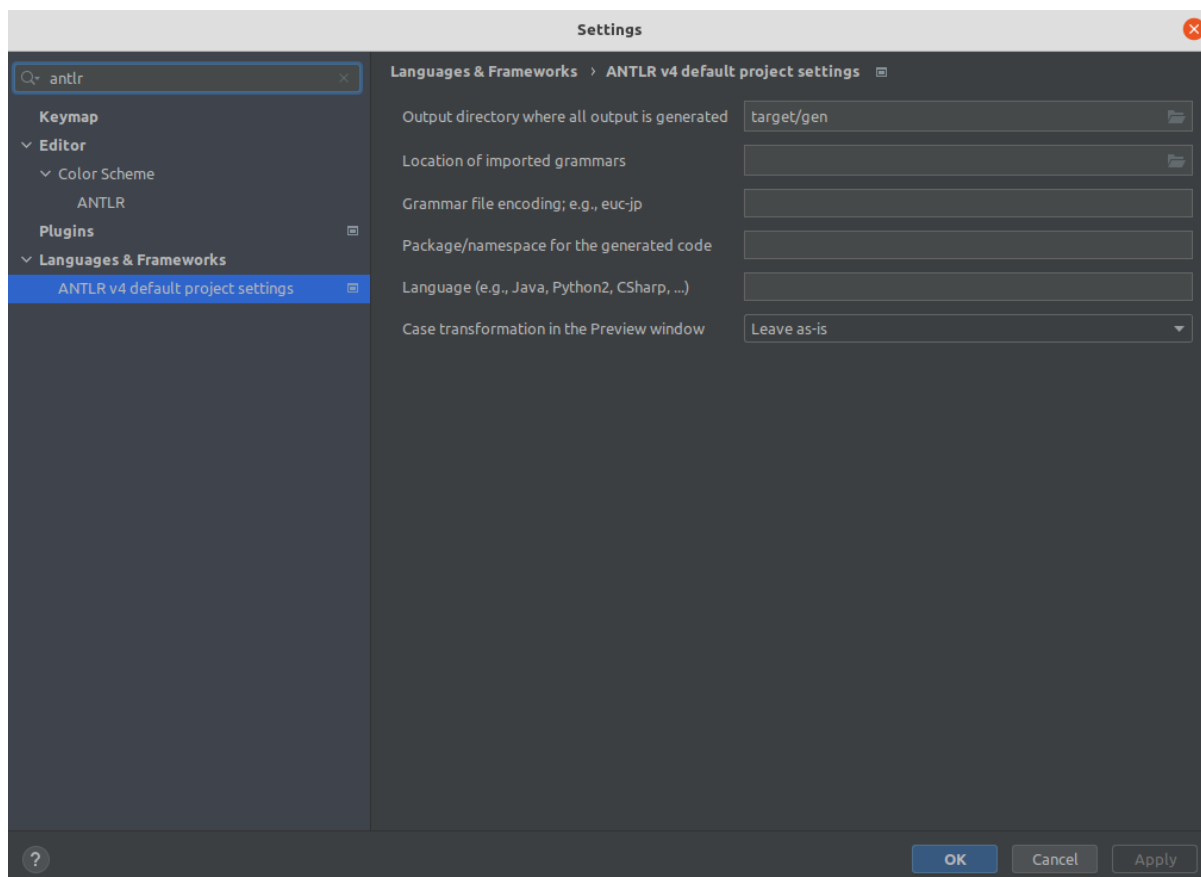 Settings
antlr
Keymap
Editor
Color Scheme
ANTLR
Plugins
Languages & Frameworks
ANTLR v4 default project settings
Languages & Frameworks › ANTLR v4 default project settings
Output directory where all output is generated target/gen
Location of imported grammars
Grammar file encoding; e.g., euc-jp
Package/namespace for the generated code
Language (e.g., Java, Python2, CSharp, ...)
Case transformation in the Preview window Leave as-is
?
OK Cancel Apply